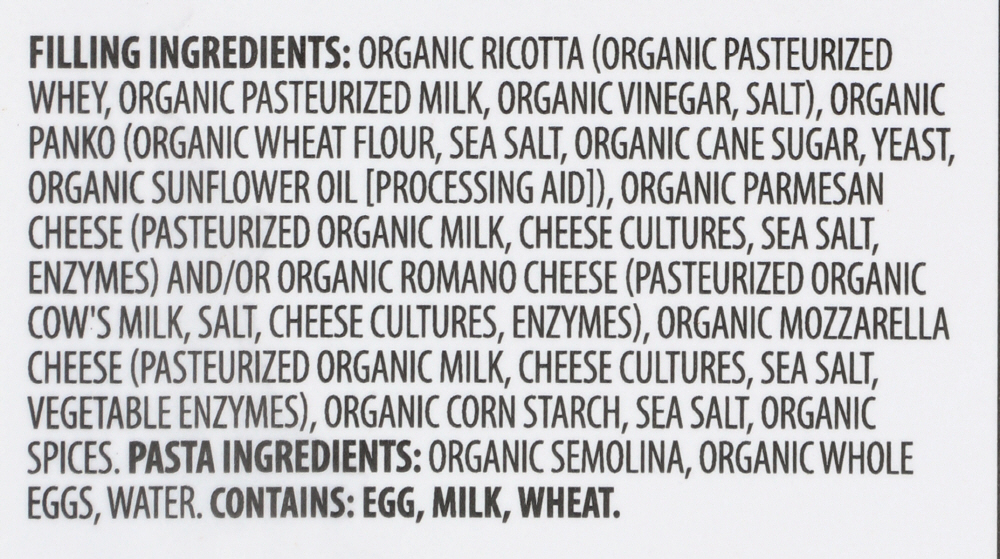 FILLING INGREDIENTS: ORGANIC RICOTTA (ORGANIC PASTEURIZED
WHEY, ORGANIC PASTEURIZED MILK, ORGANIC VINEGAR, SALT), ORGANIC
PANKO (ORGANIC WHEAT FLOUR, SEA SALT, ORGANIC CANE SUGAR, YEAST,
ORGANIC SUNFLOWER OIL [PROCESSING AID]), ORGANIC PARMESAN
CHEESE (PASTEURIZED ORGANIC MILK, CHEESE CULTURES, SEA SALT,
ENZYMES) AND/OR ORGANIC ROMANO CHEESE (PASTEURIZED ORGANIC
COW'S MILK, SALT, CHEESE CULTURES, ENZYMES), ORGANIC MOZZARELLA
CHEESE (PASTEURIZED ORGANIC MILK, CHEESE CULTURES, SEA SALT,
VEGETABLE ENZYMES), ORGANIC CORN STARCH, SEA SALT, ORGANIC
SPICES. PASTA INGREDIENTS: ORGANIC SEMOLINA, ORGANIC WHOLE
EGGS, WATER. CONTAINS: EGG, MILK, WHEAT.